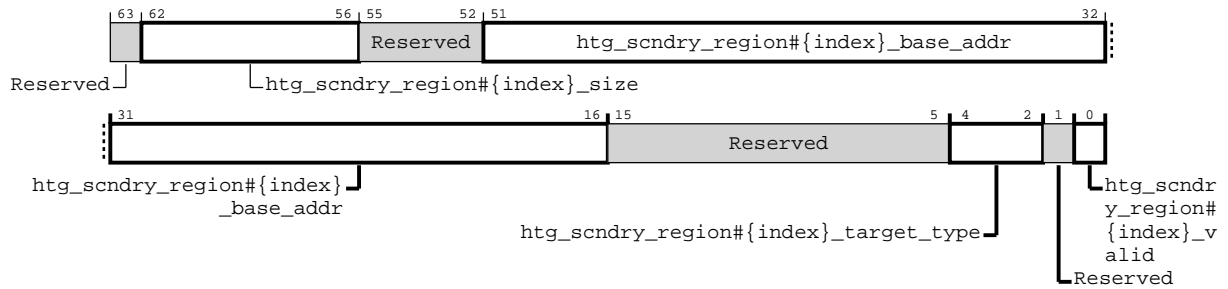 63 62 56 55 52 51 32
Reserved htg_scndry_region#{index}_base_addr
Reserved htg_scndry_region#{index}_size
31 16 15 5 4 2 1 0
Reserved
htg_scndry_region#{index}
_base_addr
htg_scndr
y_region#
{index}_v
alid
htg_scndry_region#{index}_target_type
Reserved